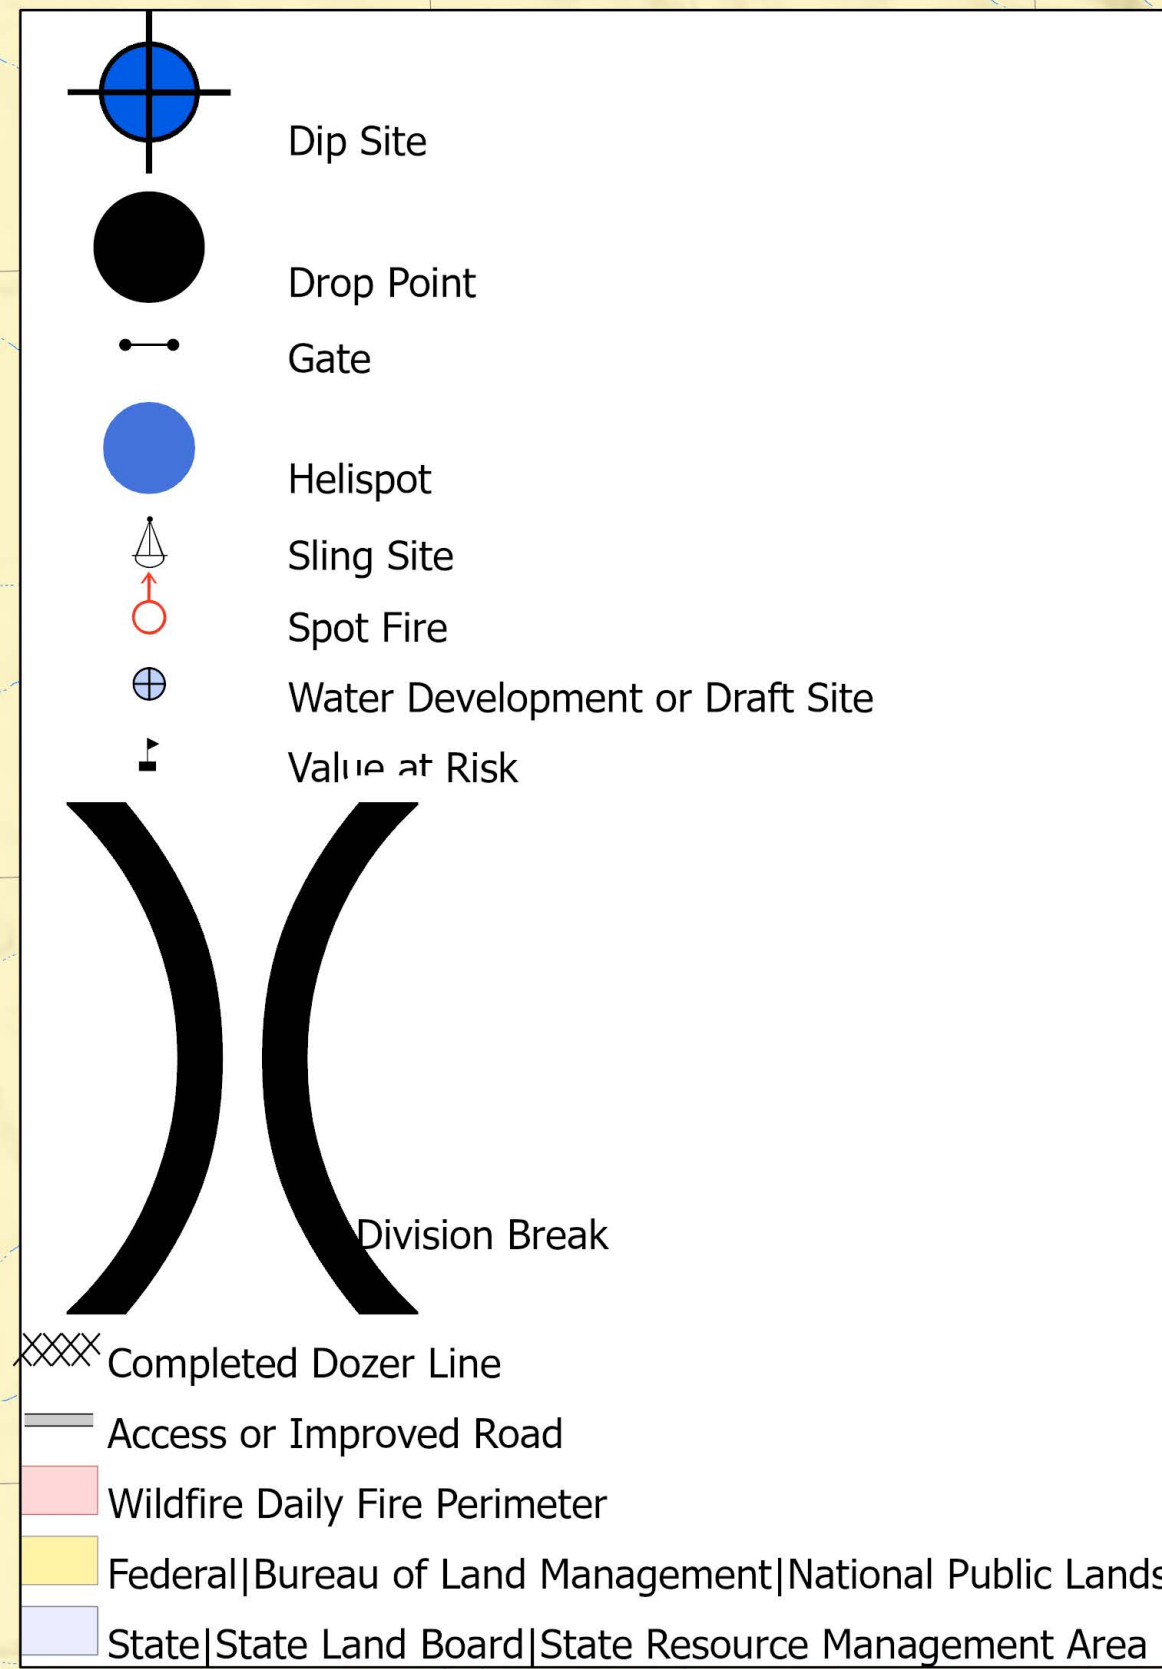 Dip Site
Drop Point
Gate
Helispot
Sling Site
Spot Fire
Water Development or Draft Site
Value at Risk
Division Break
Completed Dozer Line
Access or Improved Road
Wildfire Daily Fire Perimeter
Federal|Bureau of Land Management|National Public Lands
State|State Land Board|State Resource Management Area